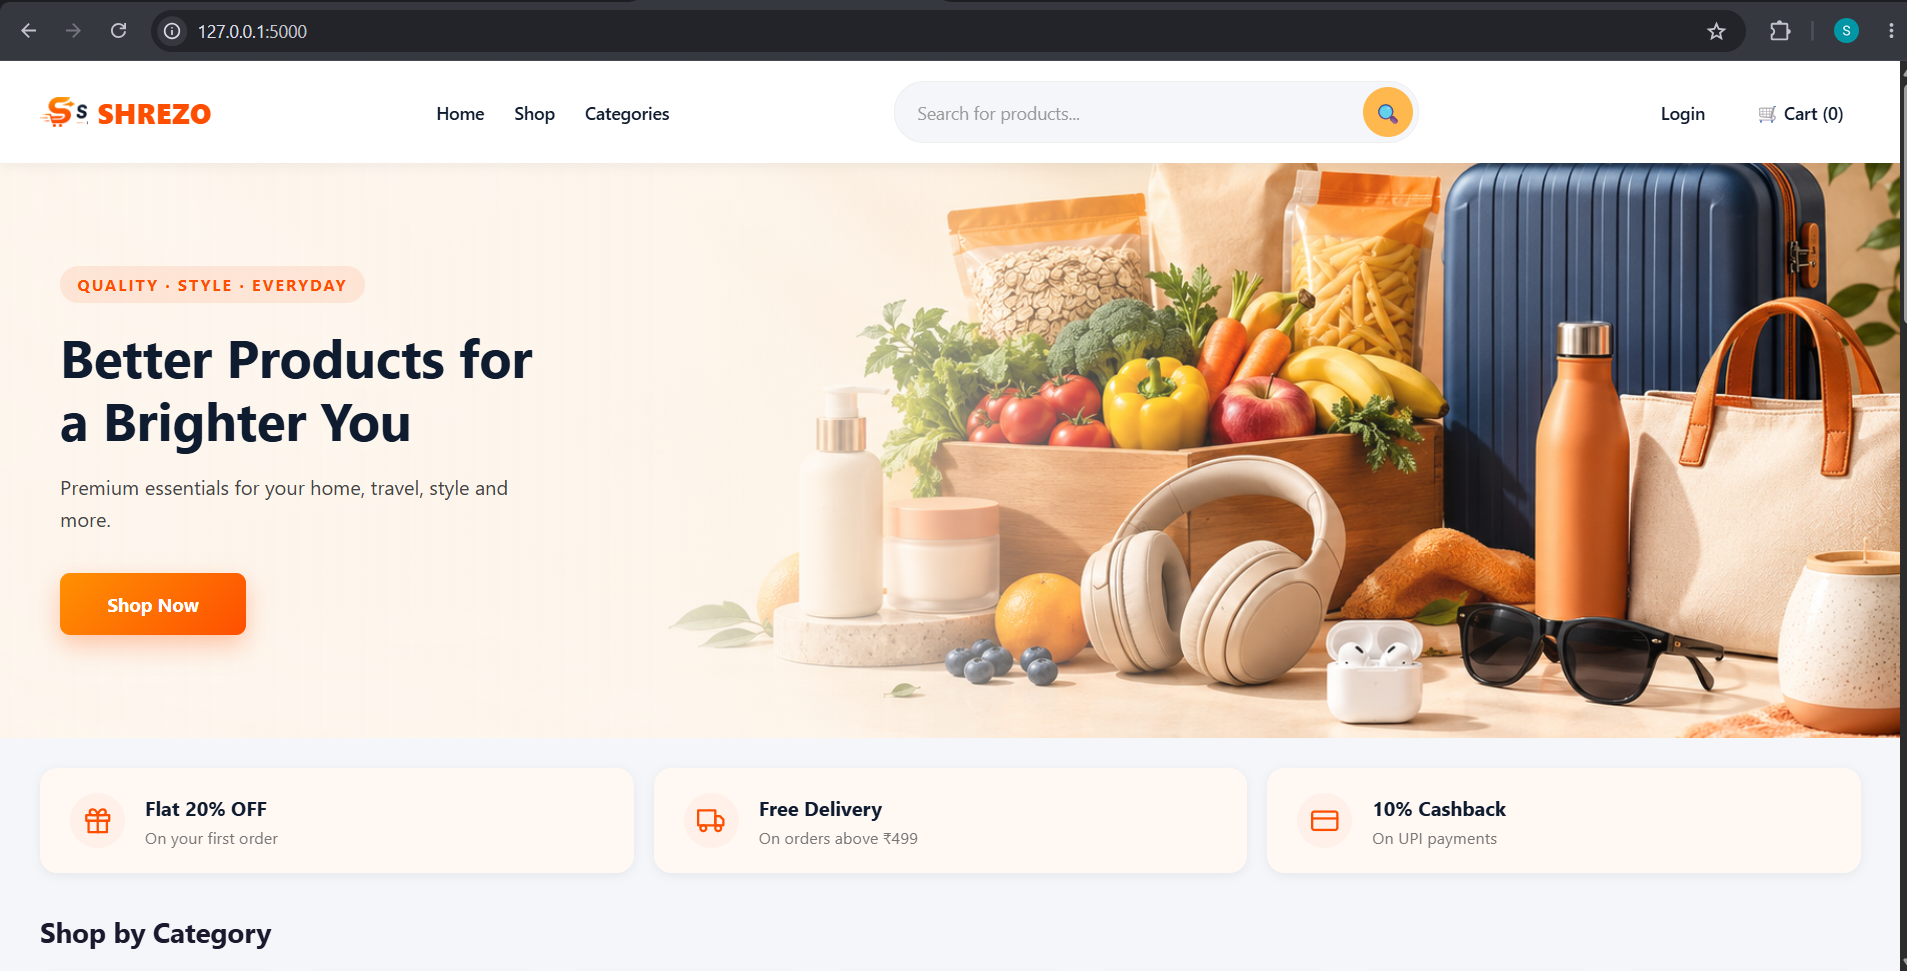 127.0.0.1:5000
S
S SHREZO
Home
Shop
Categories
Search for products...
Login
Cart (0)
QUALITY · STYLE · EVERYDAY
Better Products for
a Brighter You
Premium essentials for your home, travel, style and
more.
Shop Now
Flat 20% OFF
On your first order
Free Delivery
On orders above ₹499
10% Cashback
On UPI payments
Shop by Category